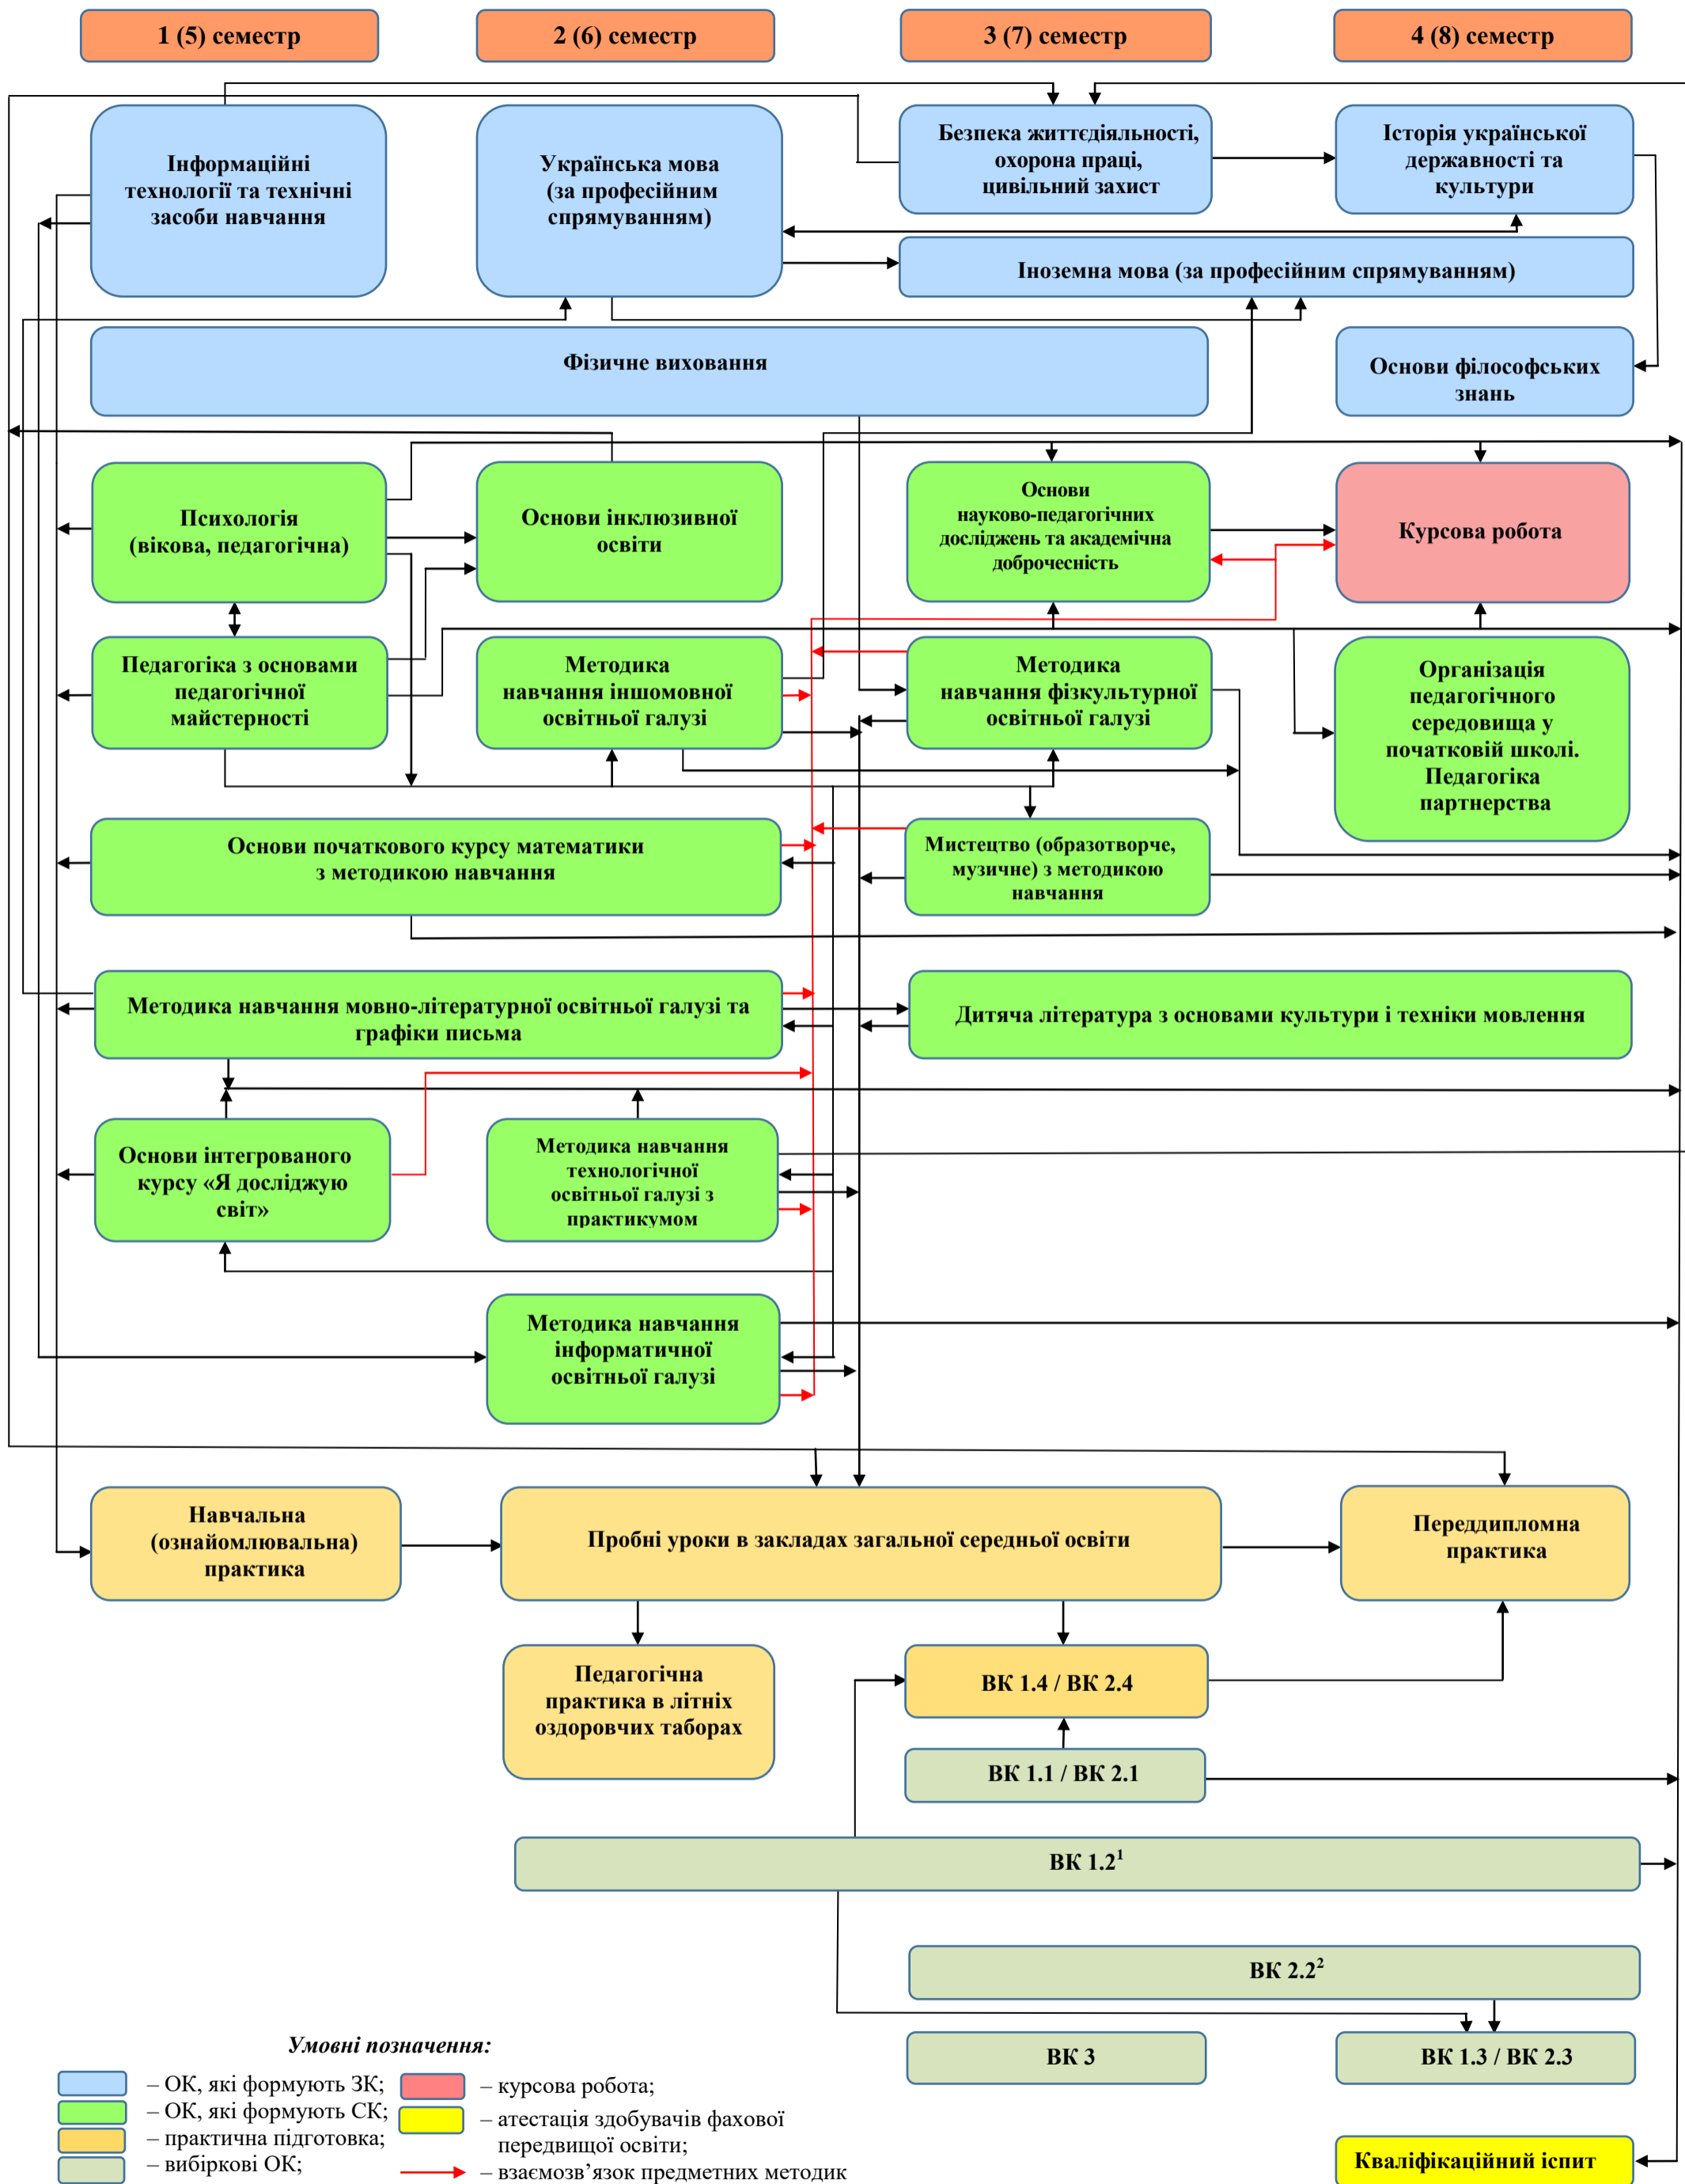 1 (5) семестр
2 (6) семестр
3 (7) семестр
4 (8) семестр
Інформаційні
технології та технічні
засоби навчання
Українська мова
(за професійним
спрямуванням)
Безпека життєдіяльності,
охорона праці,
цивільний захист
Історія української
державності та
культури
Іноземна мова (за професійним спрямуванням)
Фізичне виховання
Основи філософських
знань
Психологія
(вікова, педагогічна)
Основи інклюзивної
освіти
Основи
науково-педагогічних
досліджень та академічна
доброчесність
Курсова робота
Педагогіка з основами
педагогічної
майстерності
Методика
навчання іншомовної
освітньої галузі
Методика
навчання фізкультурної
освітньої галузі
Організація
педагогічного
середовища у
початковій школі.
Педагогіка
партнерства
Основи початкового курсу математики
з методикою навчання
Мистецтво (образотворче,
музичне) з методикою
навчання
Методика навчання мовно-літературної освітньої галузі та
графіки письма
Дитяча література з основами культури і техніки мовлення
Основи інтегрованого
курсу «Я досліджую
світ»
Методика навчання
технологічної
освітньої галузі з
практикумом
Методика навчання
інформатичної
освітньої галузі
Навчальна
(ознайомлювальна)
практика
Пробні уроки в закладах загальної середньої освіти
Переддипломна
практика
Педагогічна
практика в літніх
оздоровчих таборах
ВК 1.4 / ВК 2.4
ВК 1.1 / ВК 2.1
ВК 1.2¹
ВК 2.2²
ВК 3
ВК 1.3 / ВК 2.3
Кваліфікаційний іспит
Умовні позначення:
– ОК, які формують ЗК;
– ОК, які формують СК;
– практична підготовка;
– вибіркові ОК;
– курсова робота;
– атестація здобувачів фахової
передвищої освіти;
– взаємозв'язок предметних методик